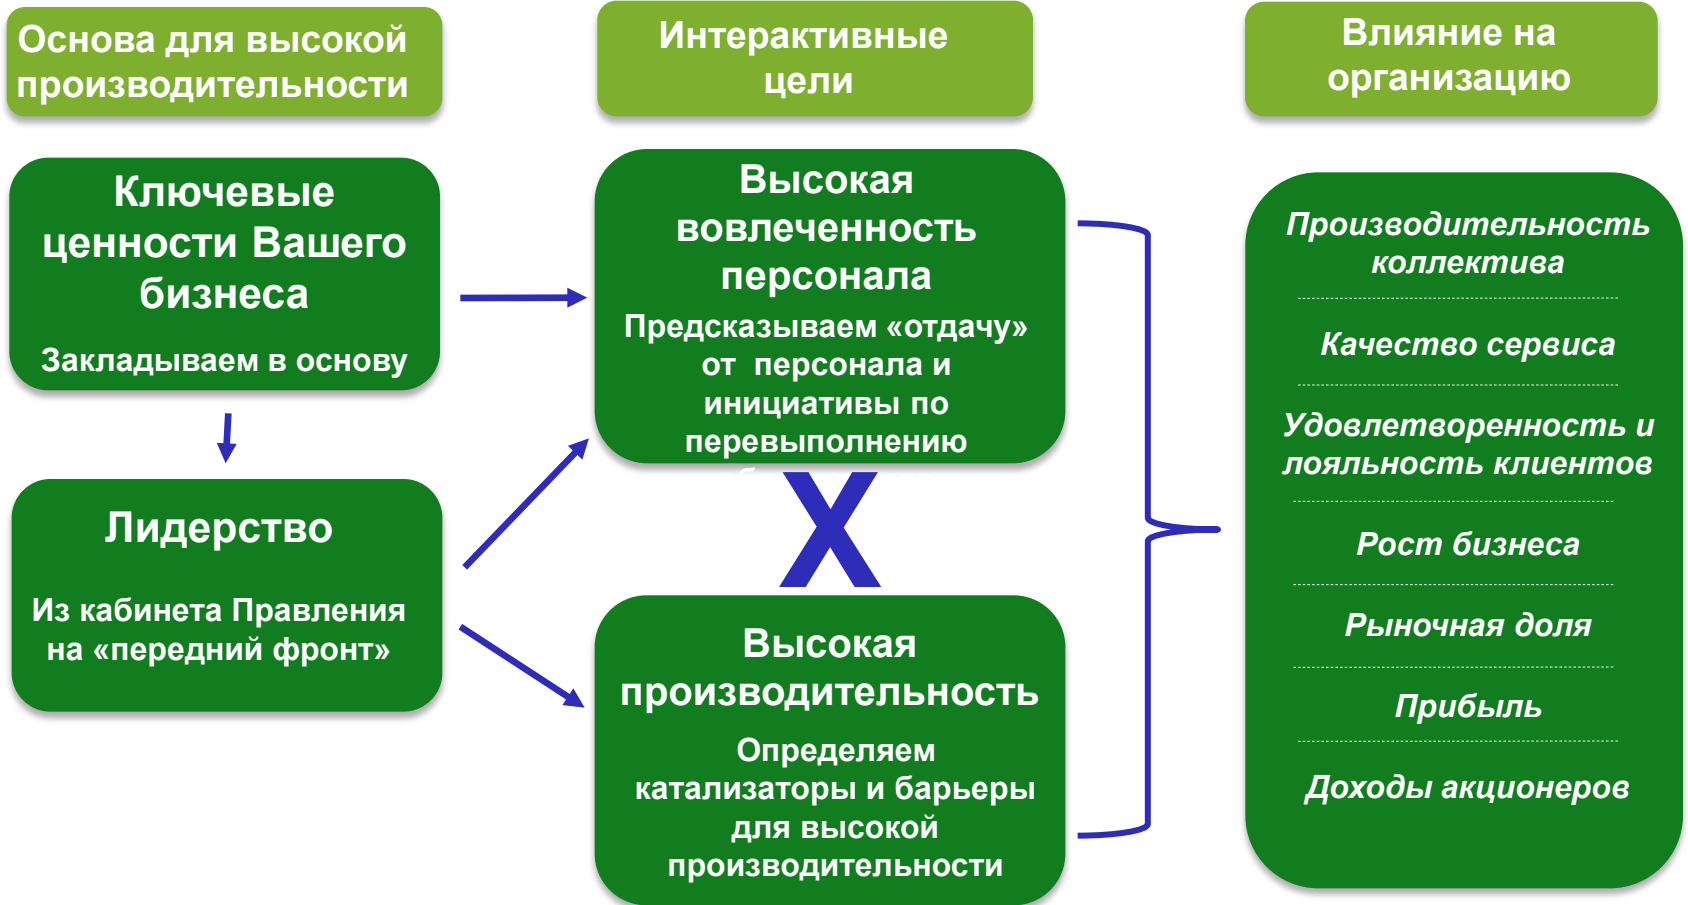 Основа для высокой
производительности
Интерактивные
цели
Влияние на
организацию
Ключевые
ценности Вашего
бизнеса
Закладываем в основу
Лидерство
Из кабинета Правления
на «передний фронт»
Высокая
вовлеченность
персонала
Предсказываем «отдачу»
от персонала и
инициативы по
перевыполнению
X
Высокая
производительность
Определяем
катализаторы и барьеры
для высокой
производительности
Производительность
коллектива
Качество сервиса
Удовлетворенность и
лояльность клиентов
Рост бизнеса
Рыночная доля
Прибыль
Доходы акционеров